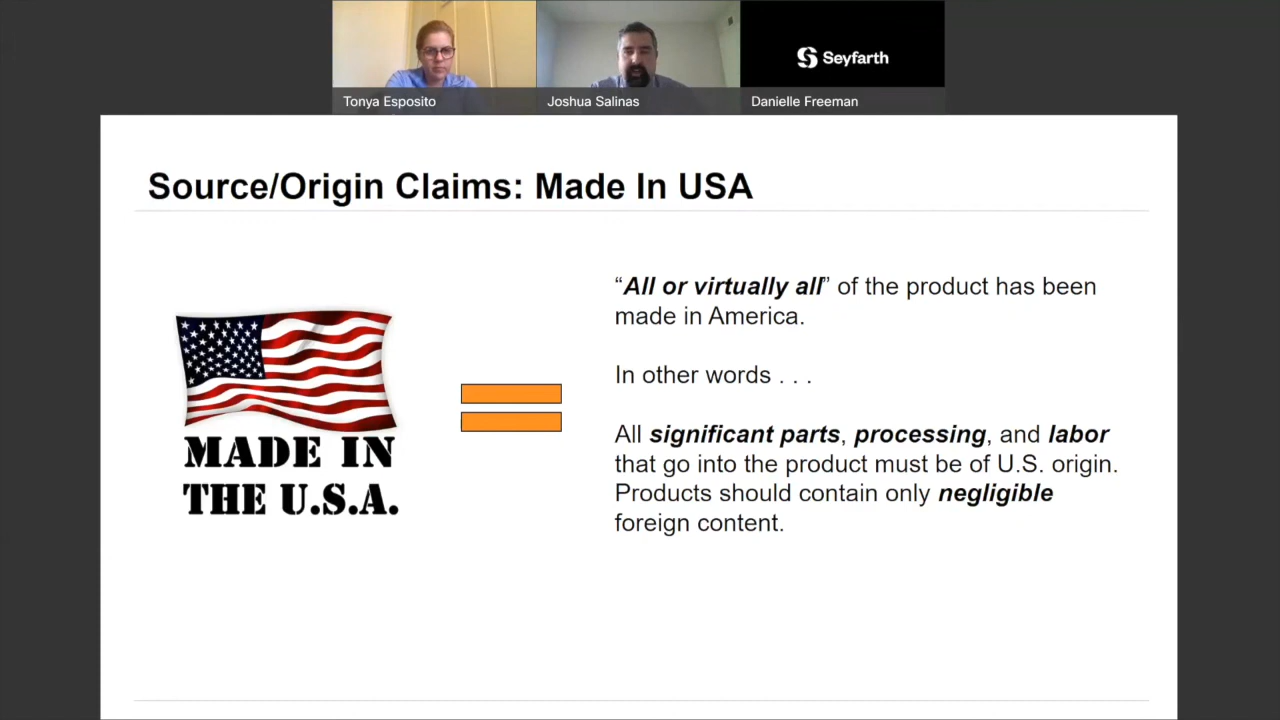 Seyfarth
Tonya Esposito
Joshua Salinas
Danielle Freeman
Source/Origin Claims: Made In USA
MADE IN
THE U.S.A.
“All or virtually all” of the product has been
made in America.
In other words . . .
All significant parts, processing, and labor
that go into the product must be of U.S. origin.
Products should contain only negligible
foreign content.